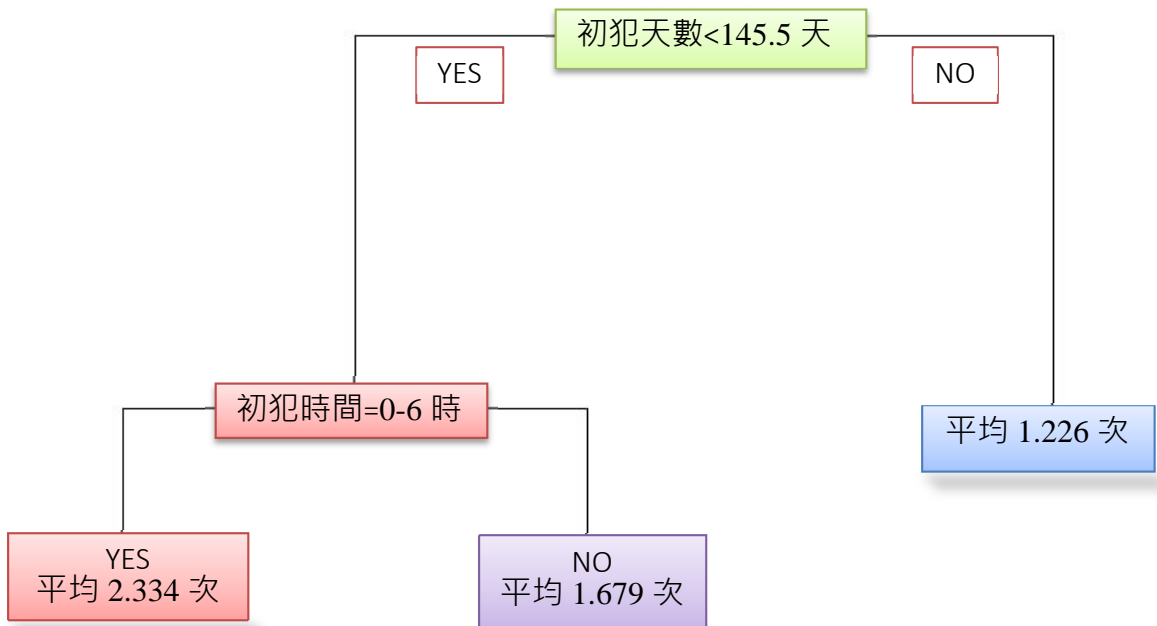 初犯天數<145.5 天
YES
NO
初犯時間=0-6 時
平均 1.226 次
YES
平均 2.334 次
NO
平均 1.679 次